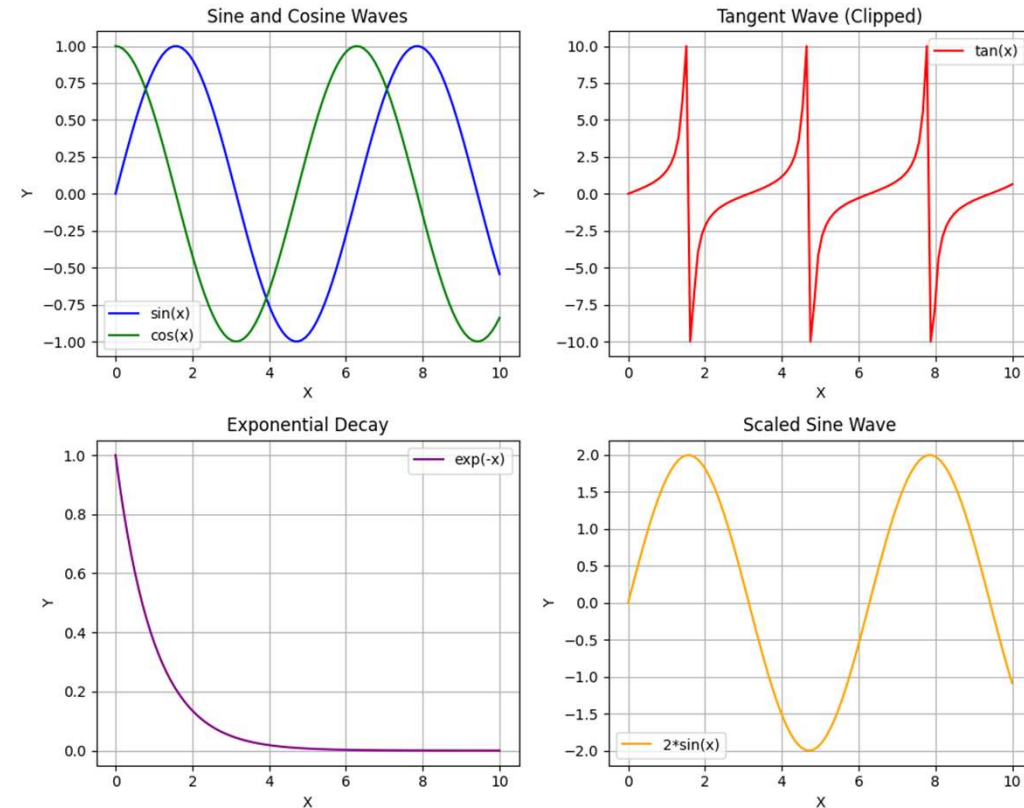 Sine and Cosine Waves
1.00
0.75
0.50
0.25
0.00
−0.25
−0.50
−0.75
−1.00
Y
sin(x)
cos(x)
0 2 4 6 8 10
X
Tangent Wave (Clipped)
10.0
7.5
5.0
2.5
0.0
−2.5
−5.0
−7.5
−10.0
Y
tan(x)
0 2 4 6 8 10
X
Exponential Decay
1.0
0.8
0.6
0.4
0.2
0.0
Y
exp(-x)
0 2 4 6 8 10
X
Scaled Sine Wave
2.0
1.5
1.0
0.5
0.0
−0.5
−1.0
−1.5
−2.0
Y
2*sin(x)
0 2 4 6 8 10
X